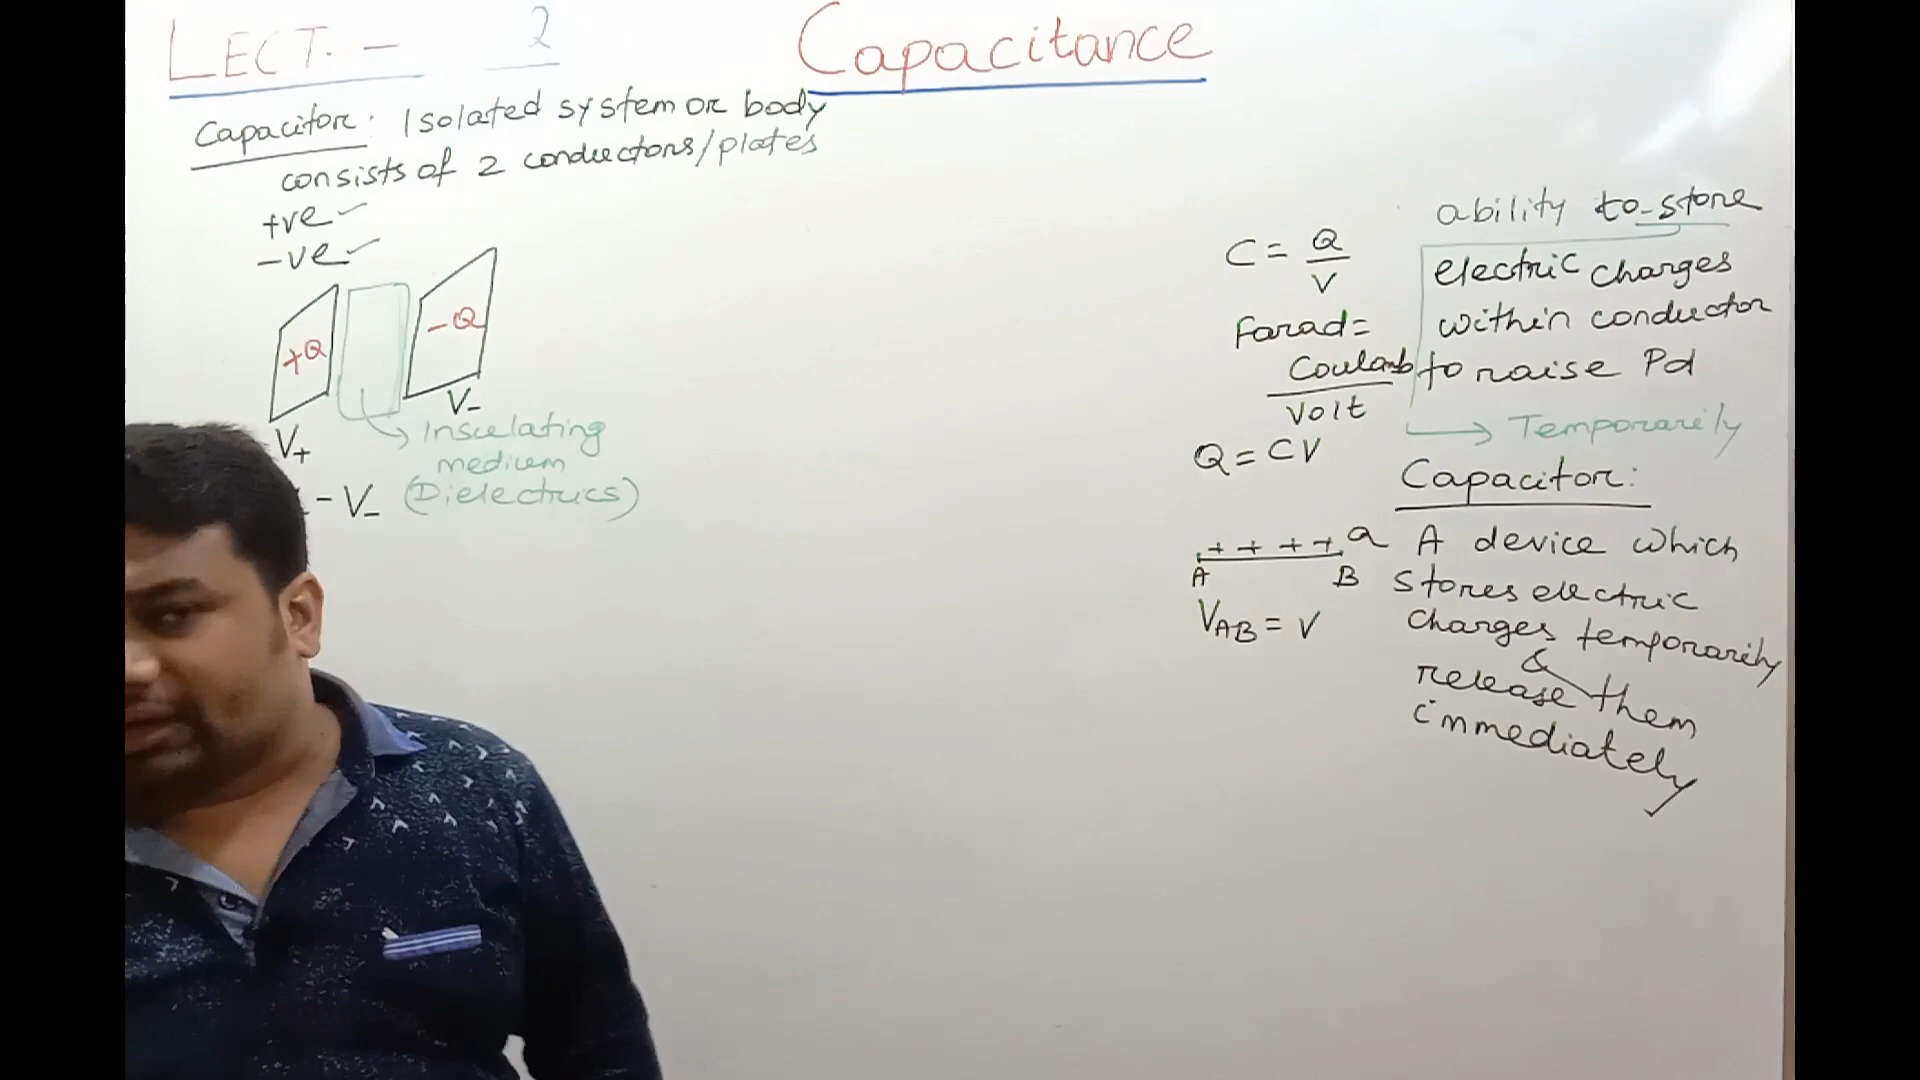 LECT. - 2
Capacitance
Capacitor: Isolated system or body
consists of 2 conductors/plates
+ve ✓
-ve ✓
+Q
-Q
V+
V-
Insulating
medium
(Dielectrics)
- V-
C = Q/V
Farad =
Coulomb
Volt
Q = CV
+ + + + Q
A B
VAB = V
ability to store
electric charges
within conductor
to raise Pd
→ Temporarily
Capacitor:
A device which
stores electric
charges temporarily
&
release them
immediately